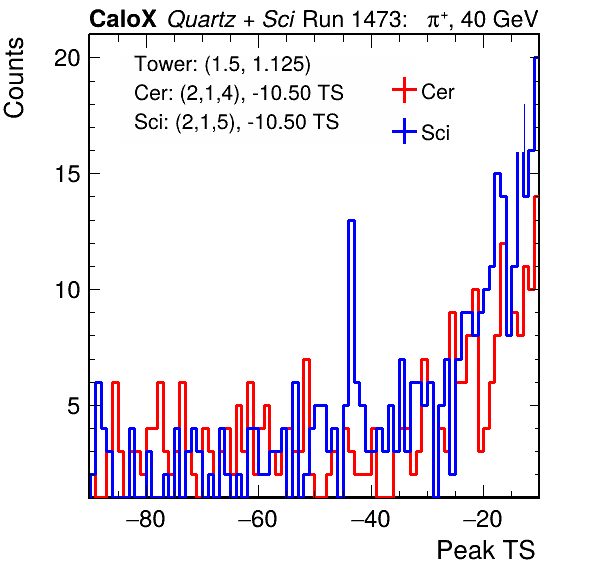 CaloX Quartz + Sci Run 1473: π⁺, 40 GeV
Counts
Tower: (1.5, 1.125)
Cer: (2,1,4), -10.50 TS
Sci: (2,1,5), -10.50 TS
Cer
Sci
20
15
10
5
−80 −60 −40 −20
Peak TS